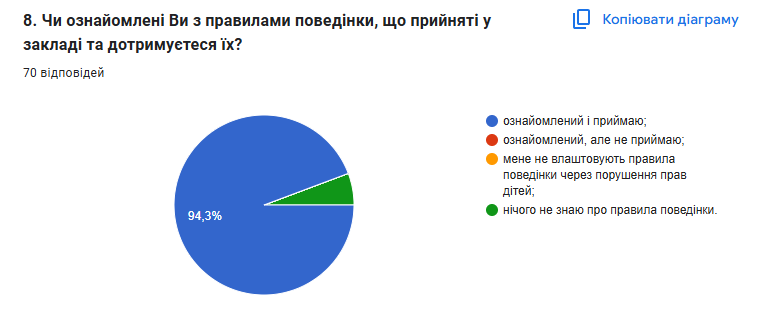 8. Чи ознайомлені Ви з правилами поведінки, що прийняті у
закладі та дотримуєтеся їх?
Копіювати діаграму
70 відповідей
94,3%
ознайомлений і приймаю;
ознайомлений, але не приймаю;
мене не влаштовують правила
поведінки через порушення прав
дітей;
нічого не знаю про правила поведінки.